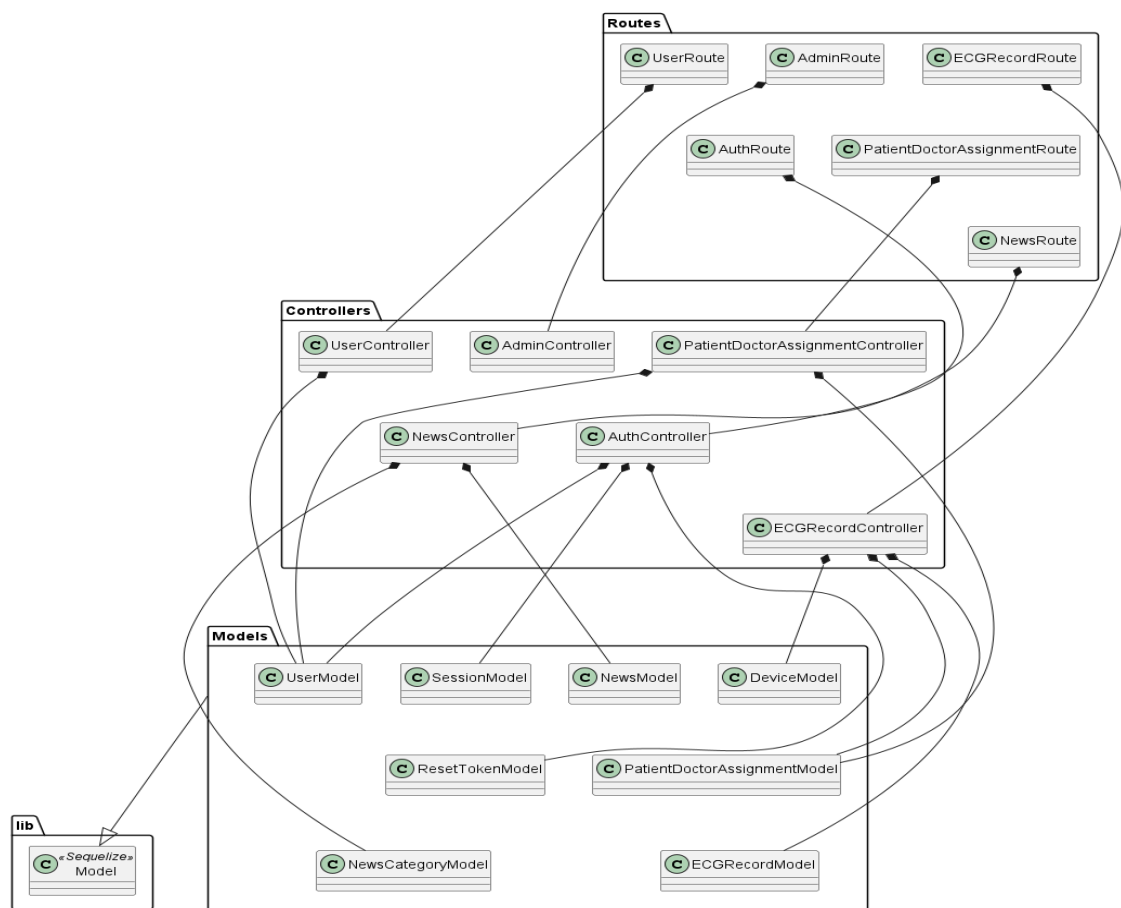 Routes
C UserRoute
C AdminRoute
C ECGRecordRoute
C AuthRoute
C PatientDoctorAssignmentRoute
C NewsRoute
Controllers
C UserController
C AdminController
C PatientDoctorAssignmentController
C NewsController
C AuthController
C ECGRecordController
Models
C UserModel
C SessionModel
C NewsModel
C DeviceModel
C ResetTokenModel
C PatientDoctorAssignmentModel
lib
C «Sequelize»
Model
C NewsCategoryModel
C ECGRecordModel